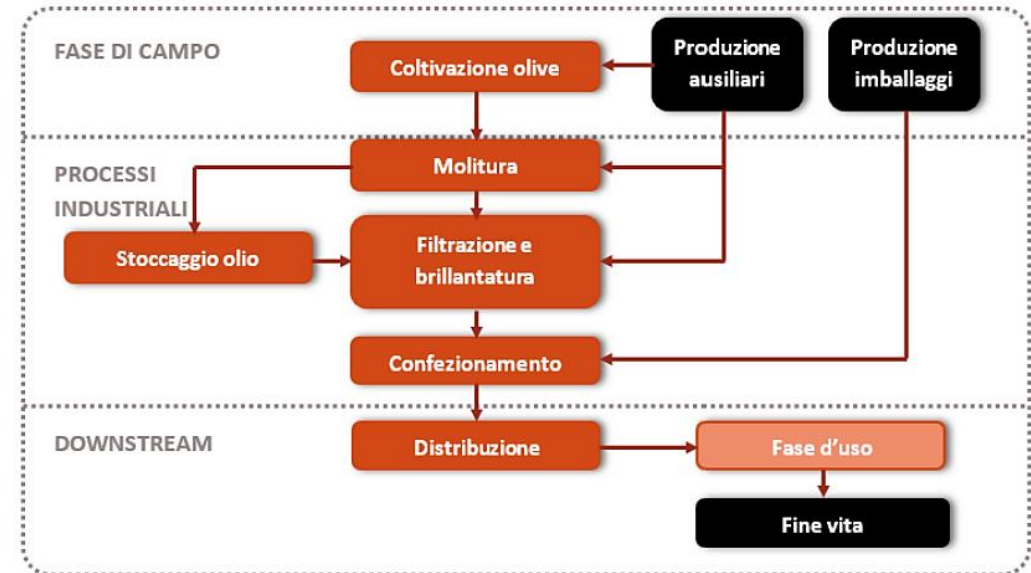 FASE DI CAMPO
Coltivazione olive
Produzione
ausiliari
Produzione
imballaggi
PROCESSI
INDUSTRIALI
Molitura
Stoccaggio olio
Filtrazione e
brillantatura
Confezionamento
DOWNSTREAM
Distribuzione
Fase d’uso
Fine vita